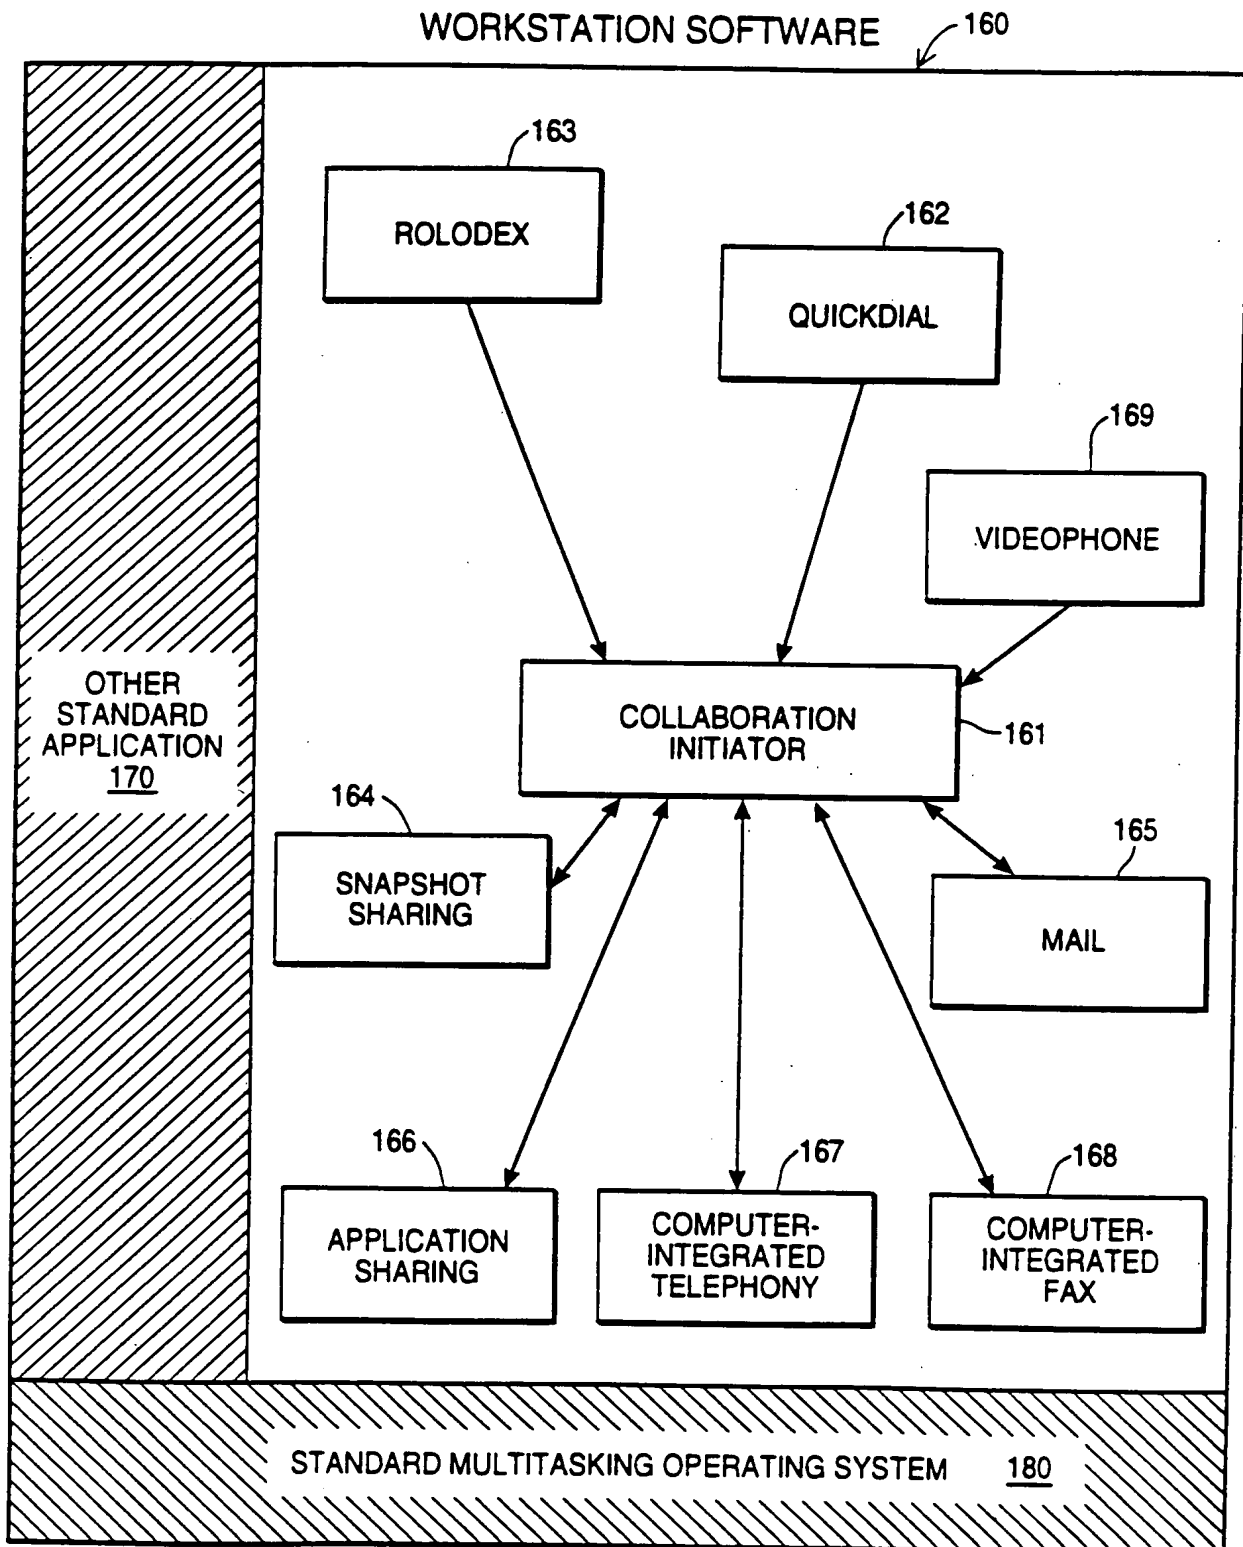 WORKSTATION SOFTWARE
160
163
ROLODEX
162
QUICKDIAL
169
VIDEOPHONE
OTHER
STANDARD
APPLICATION
170
COLLABORATION
INITIATOR
161
164
SNAPSHOT
SHARING
165
MAIL
166
APPLICATION
SHARING
167
COMPUTER-
INTEGRATED
TELEPHONY
168
COMPUTER-
INTEGRATED
FAX
STANDARD MULTITASKING OPERATING SYSTEM 180